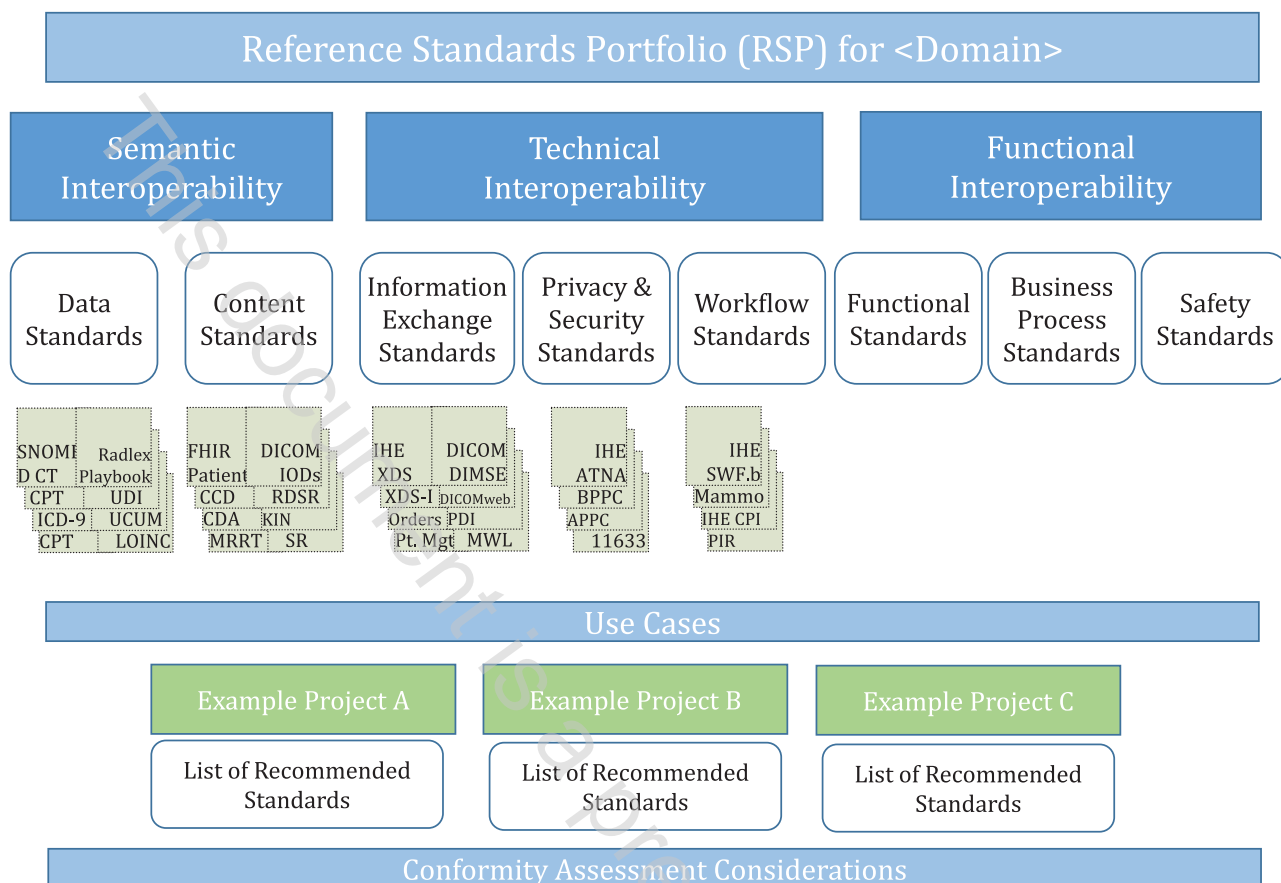 Reference Standards Portfolio (RSP) for <Domain>
Semantic
Interoperability
Technical
Interoperability
Functional
Interoperability
Data
Standards
Content
Standards
Information
Exchange
Standards
Privacy &
Security
Standards
Workflow
Standards
Functional
Standards
Business
Process
Standards
Safety
Standards
SNOME
D CT
Radlex
Playbook
CPT
UDI
ICD-9
UCUM
CPT
LOINC
FHIR
Patient
DICOM
IODs
CCD
RDSR
CDA
KIN
MRRT
SR
IHE
XDS
DICOM
DIMSE
XDS-I
DICOMweb
Orders
PDI
Pt. Mgt
MWL
IHE
ATNA
BPPC
APPC
11633
IHE
SWF.b
Mammo
IHE CPI
PIR
Use Cases
Example Project A
Example Project B
Example Project C
List of Recommended
Standards
List of Recommended
Standards
List of Recommended
Standards
Conformity Assessment Considerations
This document is a pre